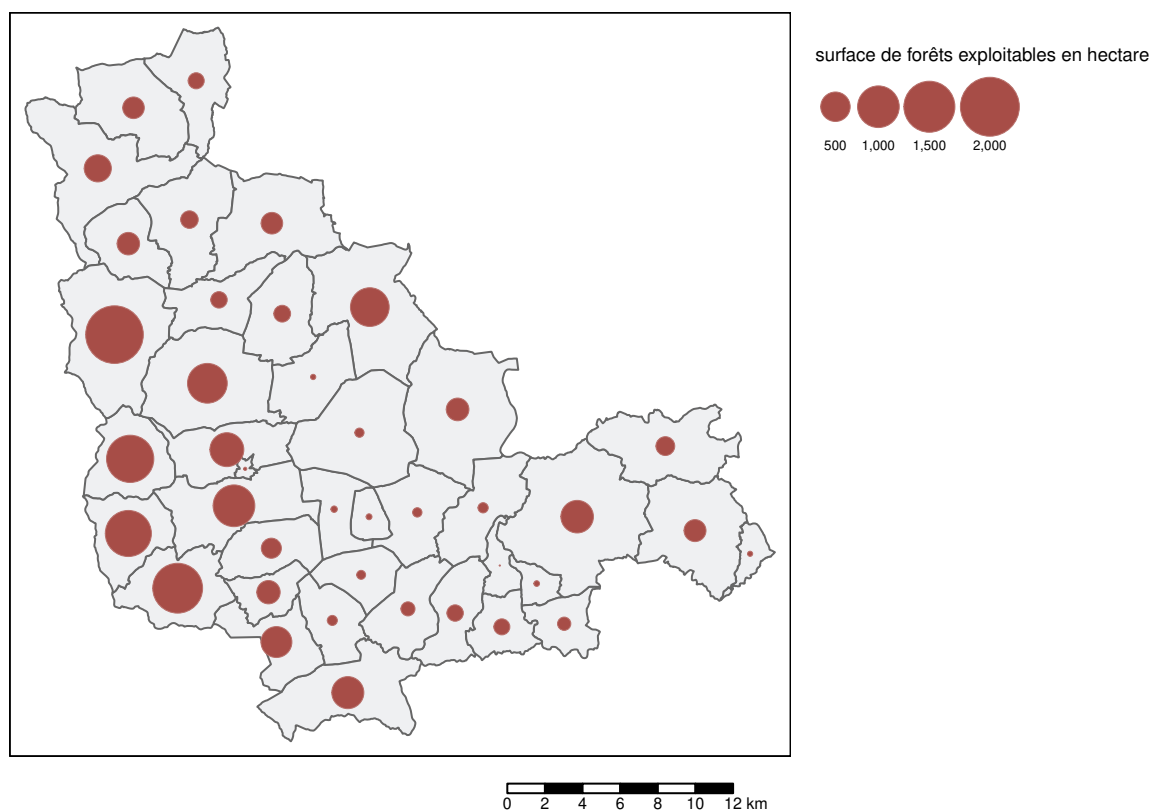 surface de forêts exploitables en hectare
500 1,000 1,500 2,000
0 2 4 6 8 10 12 km